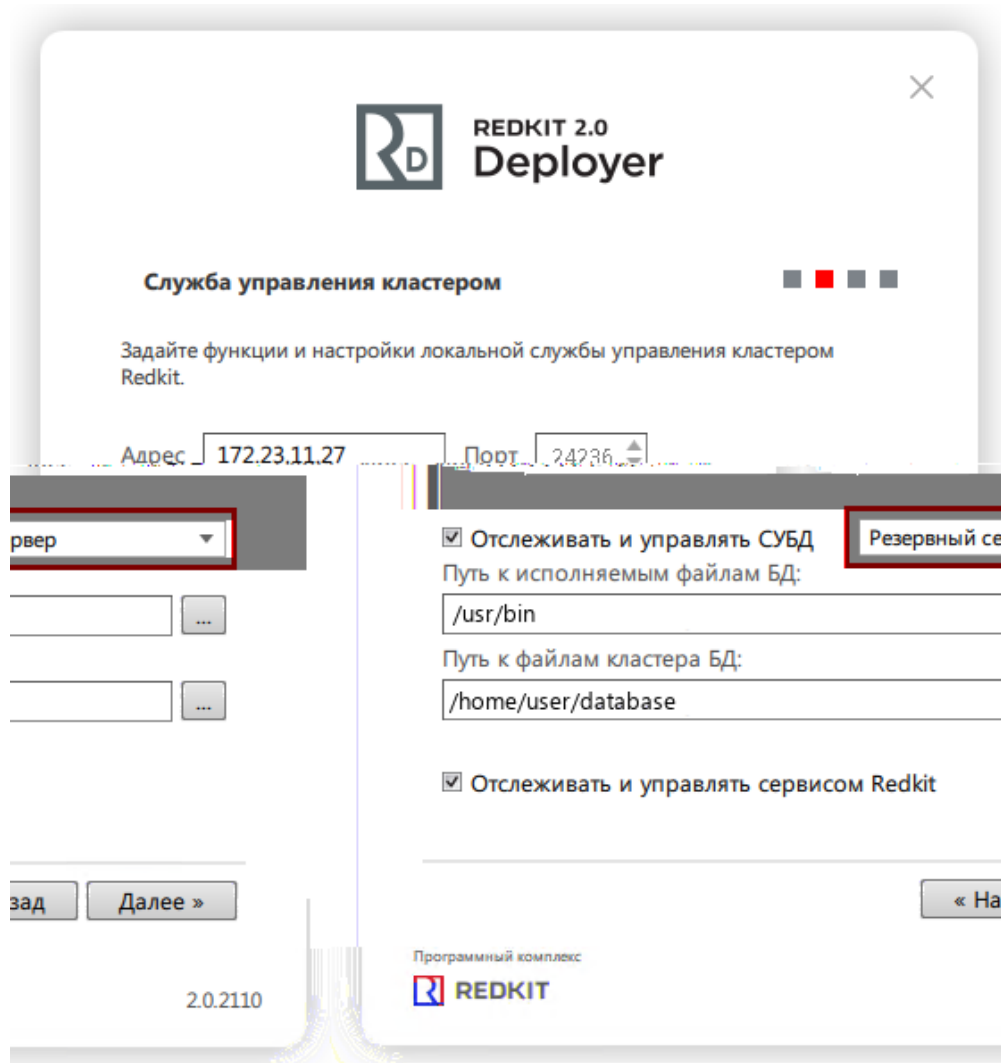 REDKIT 2.0
Deployer
Служба управления кластером
Задайте функции и настройки локальной службы управления кластером
Redkit.
Адрес 172.23.11.27 Порт 24236
рвер
Отслеживать и управлять СУБД Резервный се
Путь к исполняемым файлам БД:
/usr/bin
...
Путь к файлам кластера БД:
/home/user/database
...
Отслеживать и управлять сервисом Redkit
зад Далее »
« На
Программный комплекс
REDKIT
2.0.2110